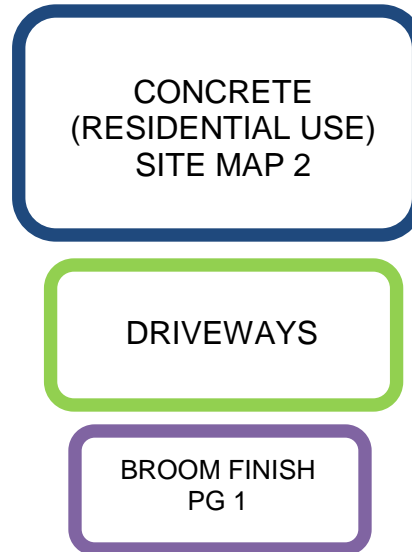 CONCRETE
(RESIDENTIAL USE)
SITE MAP 2
DRIVEWAYS
BROOM FINISH
PG 1